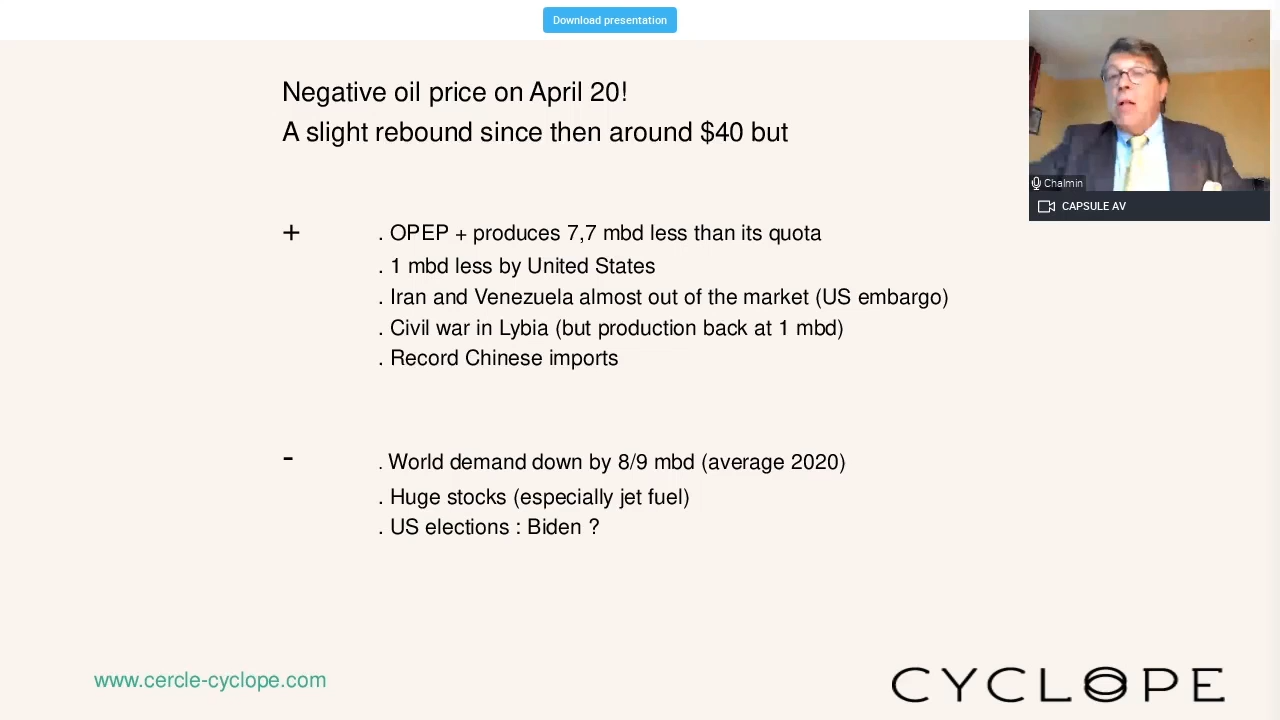 Download presentation
Negative oil price on April 20!
A slight rebound since then around $40 but
+ . OPEP + produces 7,7 mbd less than its quota
. 1 mbd less by United States
. Iran and Venezuela almost out of the market (US embargo)
. Civil war in Lybia (but production back at 1 mbd)
. Record Chinese imports
- . World demand down by 8/9 mbd (average 2020)
. Huge stocks (especially jet fuel)
. US elections : Biden ?
Chalmin
CAPSULE AV
www.cercle-cyclope.com
CYCLOPE